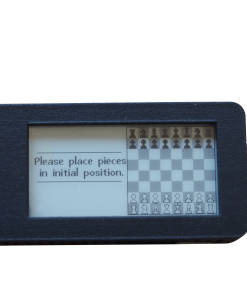 Please place pieces
in initial position.